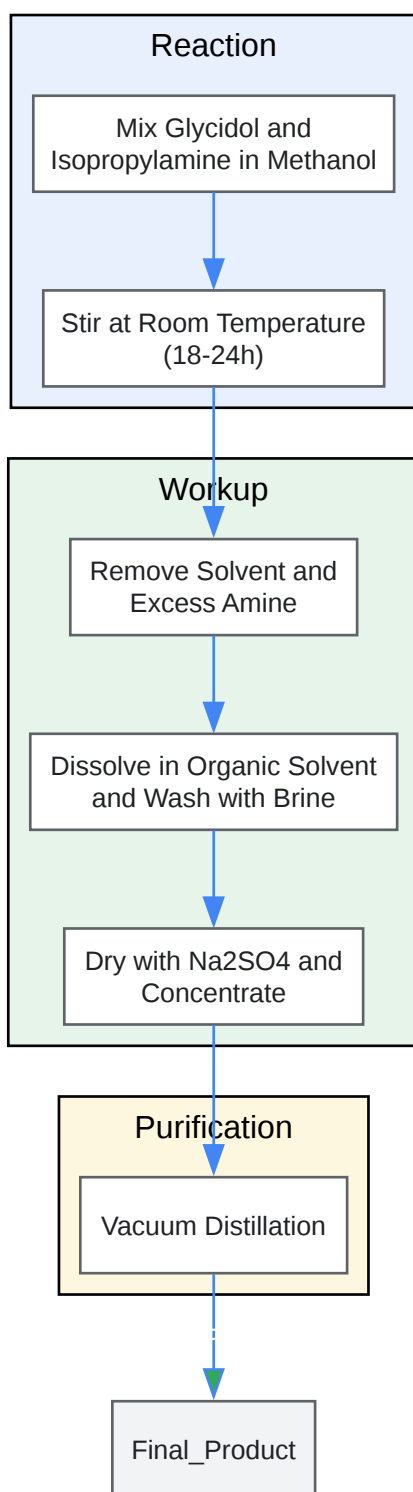 Reaction
Mix Glycidol and
Isopropylamine in Methanol
Stir at Room Temperature
(18-24h)
Workup
Remove Solvent and
Excess Amine
Dissolve in Organic Solvent
and Wash with Brine
Dry with Na2SO4 and
Concentrate
Purification
Vacuum Distillation
Final_Product